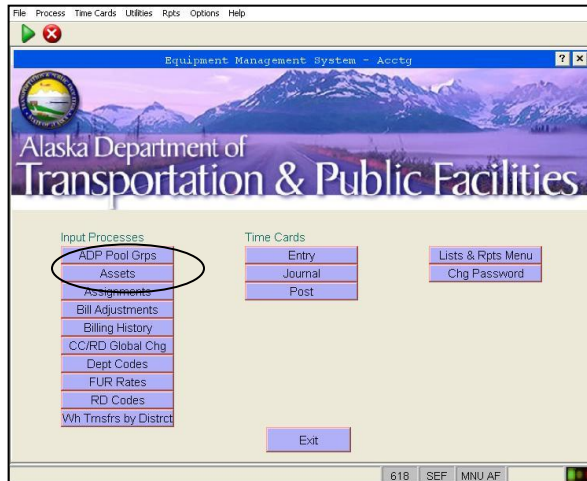 File Process Time Cards Utilities Rpts Options Help
Equipment Management System - Acctg
? ×
Alaska Department of
Transportation & Public Facilities
Input Processes
ADP Pool Grps
Assets
Assignments
Bill Adjustments
Billing History
CC/RD Global Chg
Dept Codes
FUR Rates
RD Codes
Wh Trnsfrs by Distrct
Time Cards
Entry
Journal
Post
Lists & Rpts Menu
Chg Password
Exit
618 SEF MNU AF